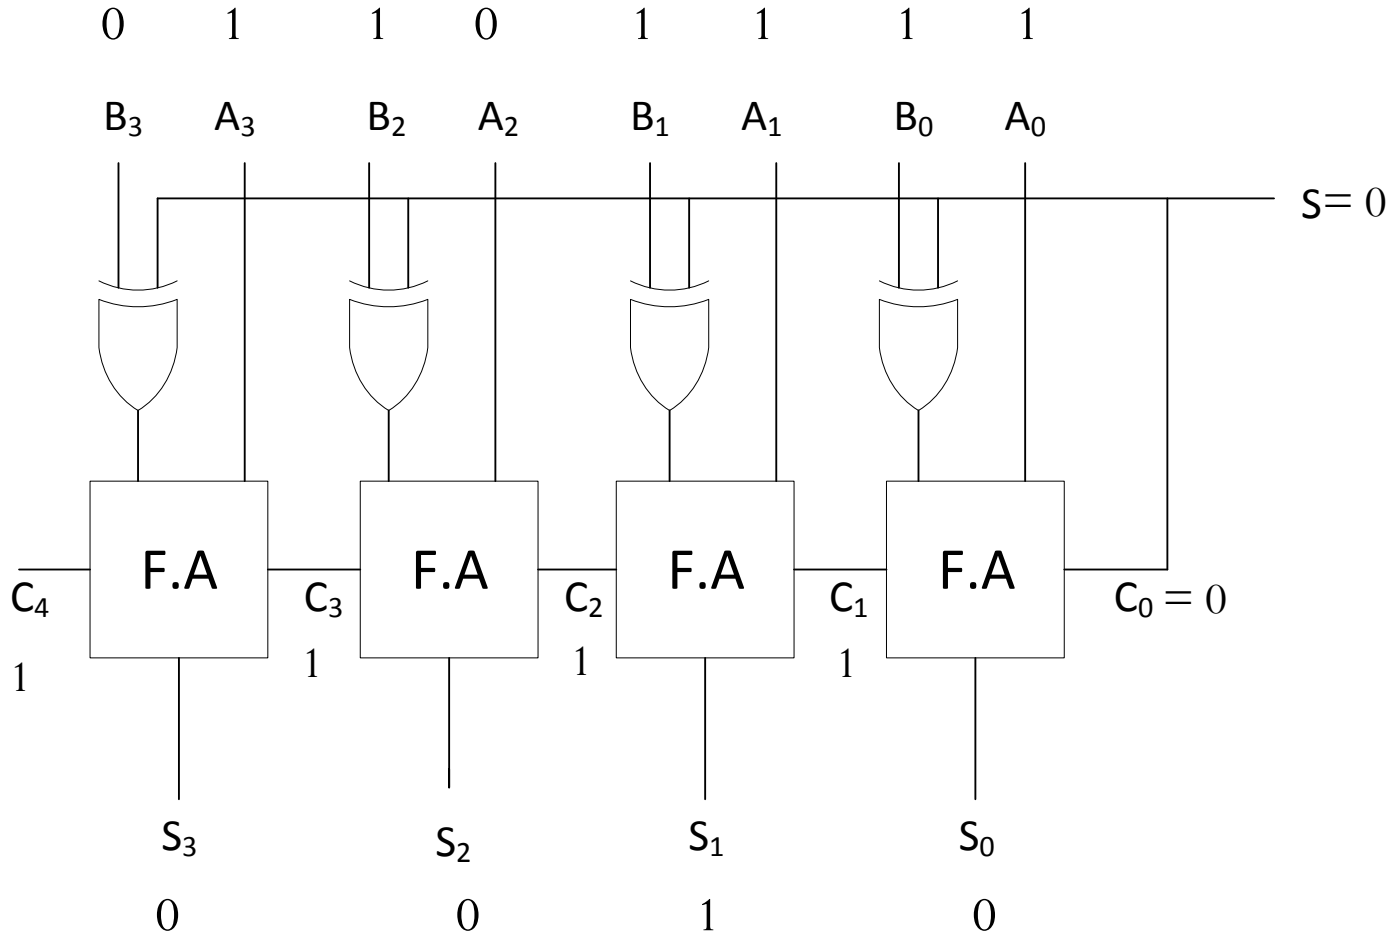 0 1 1 0 1 1 1 1
B₃ A₃ B₂ A₂ B₁ A₁ B₀ A₀
S= 0
F.A F.A F.A F.A
C₄ C₃ C₂ C₁ C₀ = 0
1 1 1 1
S₃ S₂ S₁ S₀
0 0 1 0